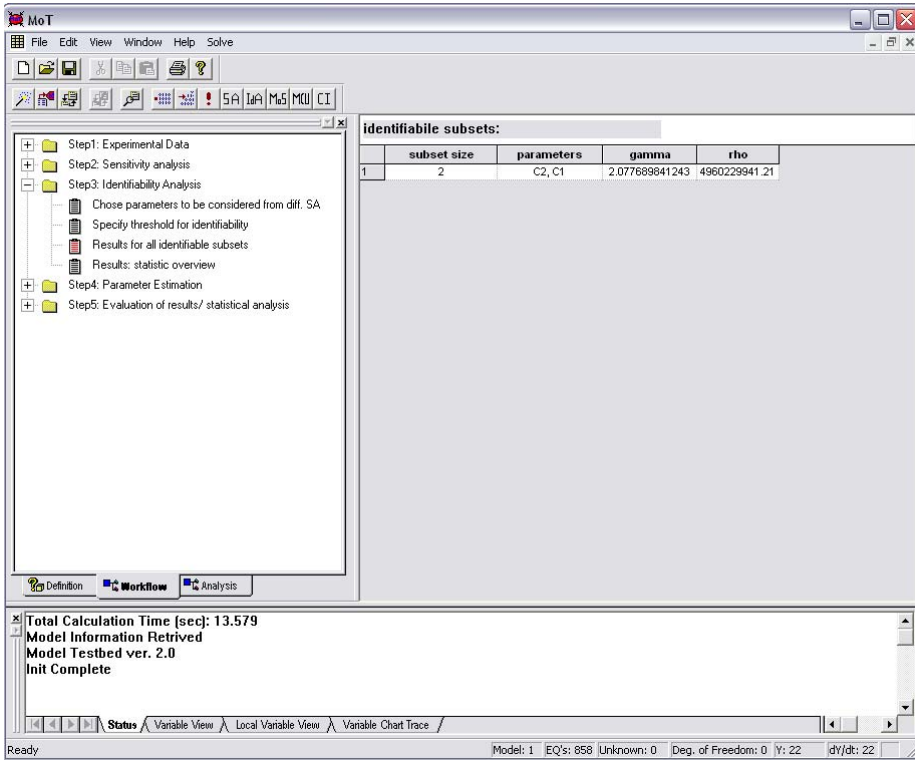 MoT
File Edit View Window Help Solve
SA IdA MoS MCU CI
identifiabile subsets:
subset size parameters gamma rho
1 2 C2, C1 2.077689841243 4960229941.21
Step1: Experimental Data
Step2: Sensitivity analysis
Step3: Identifiability Analysis
Chose parameters to be considered from diff. SA
Specify threshold for identifiability
Results for all identifiable subsets
Results: statistic overview
Step4: Parameter Estimation
Step5: Evaluation of results/ statistical analysis
Definition Workflow Analysis
Total Calculation Time (sec): 13.579
Model Information Retrived
Model Testbed ver. 2.0
Init Complete
Status Variable View Local Variable View Variable Chart Trace
Ready Model: 1 EQ's: 858 Unknown: 0 Deg. of Freedom: 0 Y: 22 dY/dt: 22